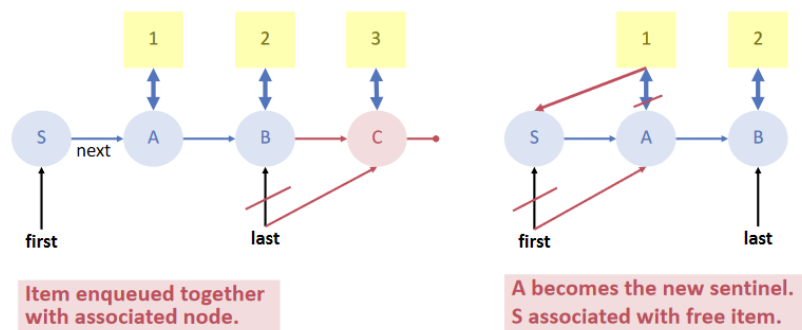 1 2 3
S A B C
next
first last
Item enqueued together
with associated node.
1 2
S A B
first last
A becomes the new sentinel.
S associated with free item.